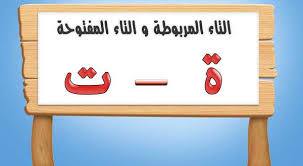 التاء المربوطة و التاء المفتوحة
ة – ت